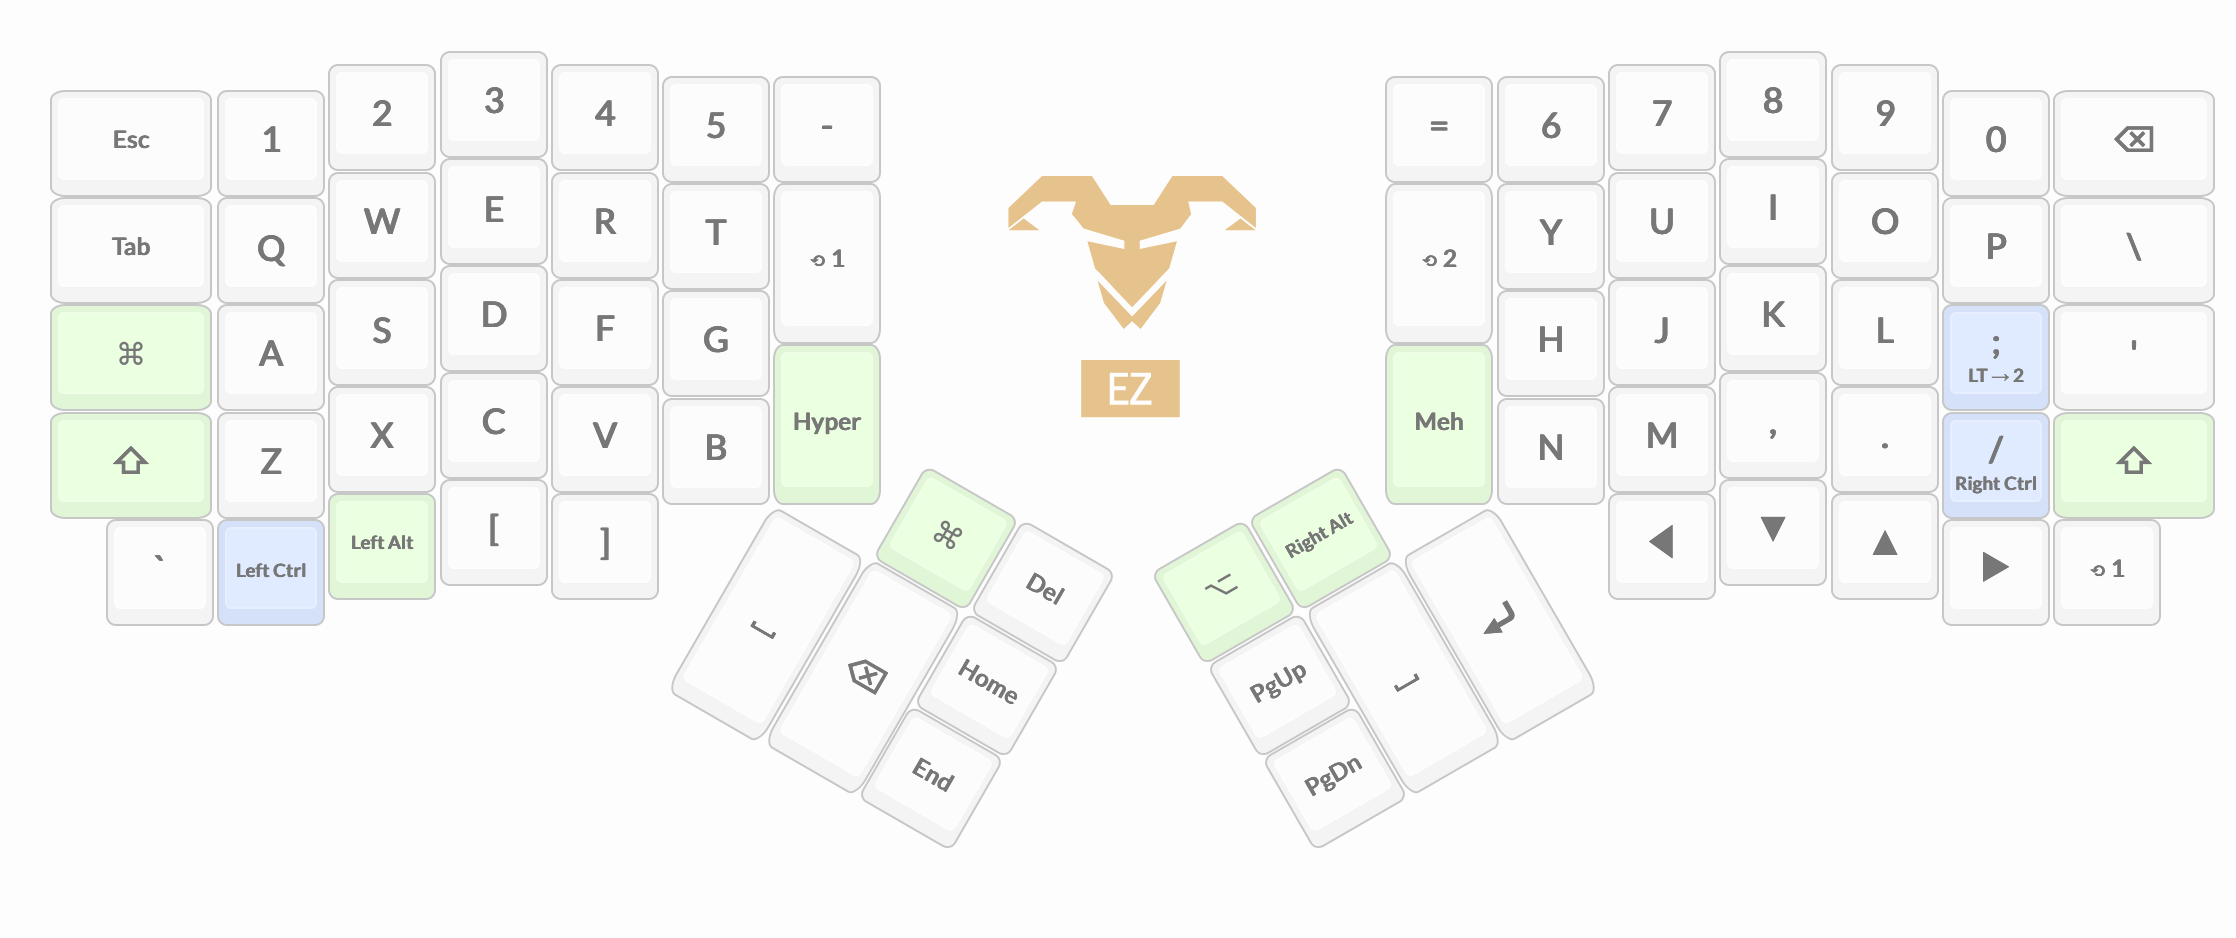 Esc 1 2 3 4 5 -
= 6 7 8 9 0 ⌫
Tab Q W E R T ⟲ 1
⟲ 2 Y U I O P \
⌘ A S D F G
H J K L ; '
LT → 2
⇧ Z X C V B Hyper
Meh N M , . / ⇧
Right Ctrl
` Left Ctrl Left Alt [ ]
◀ ▼ ▲ ▶ ⟲ 1
⌘ Del
⌥ Right Alt
⎵ ⌫ Home
End
PgUp ⎵ ↵
PgDn
EZ